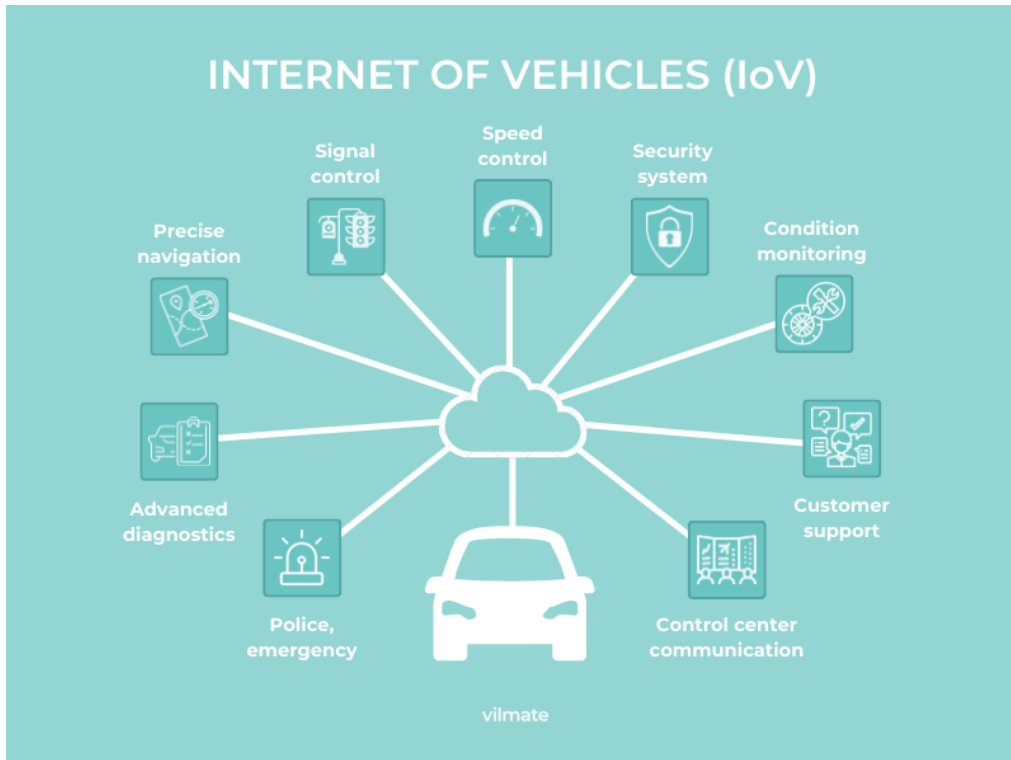 INTERNET OF VEHICLES (IoV)
Speed
control
Signal
control
Security
system
Precise
navigation
Condition
monitoring
Advanced
diagnostics
Customer
support
Police,
emergency
Control center
communication
vilmate